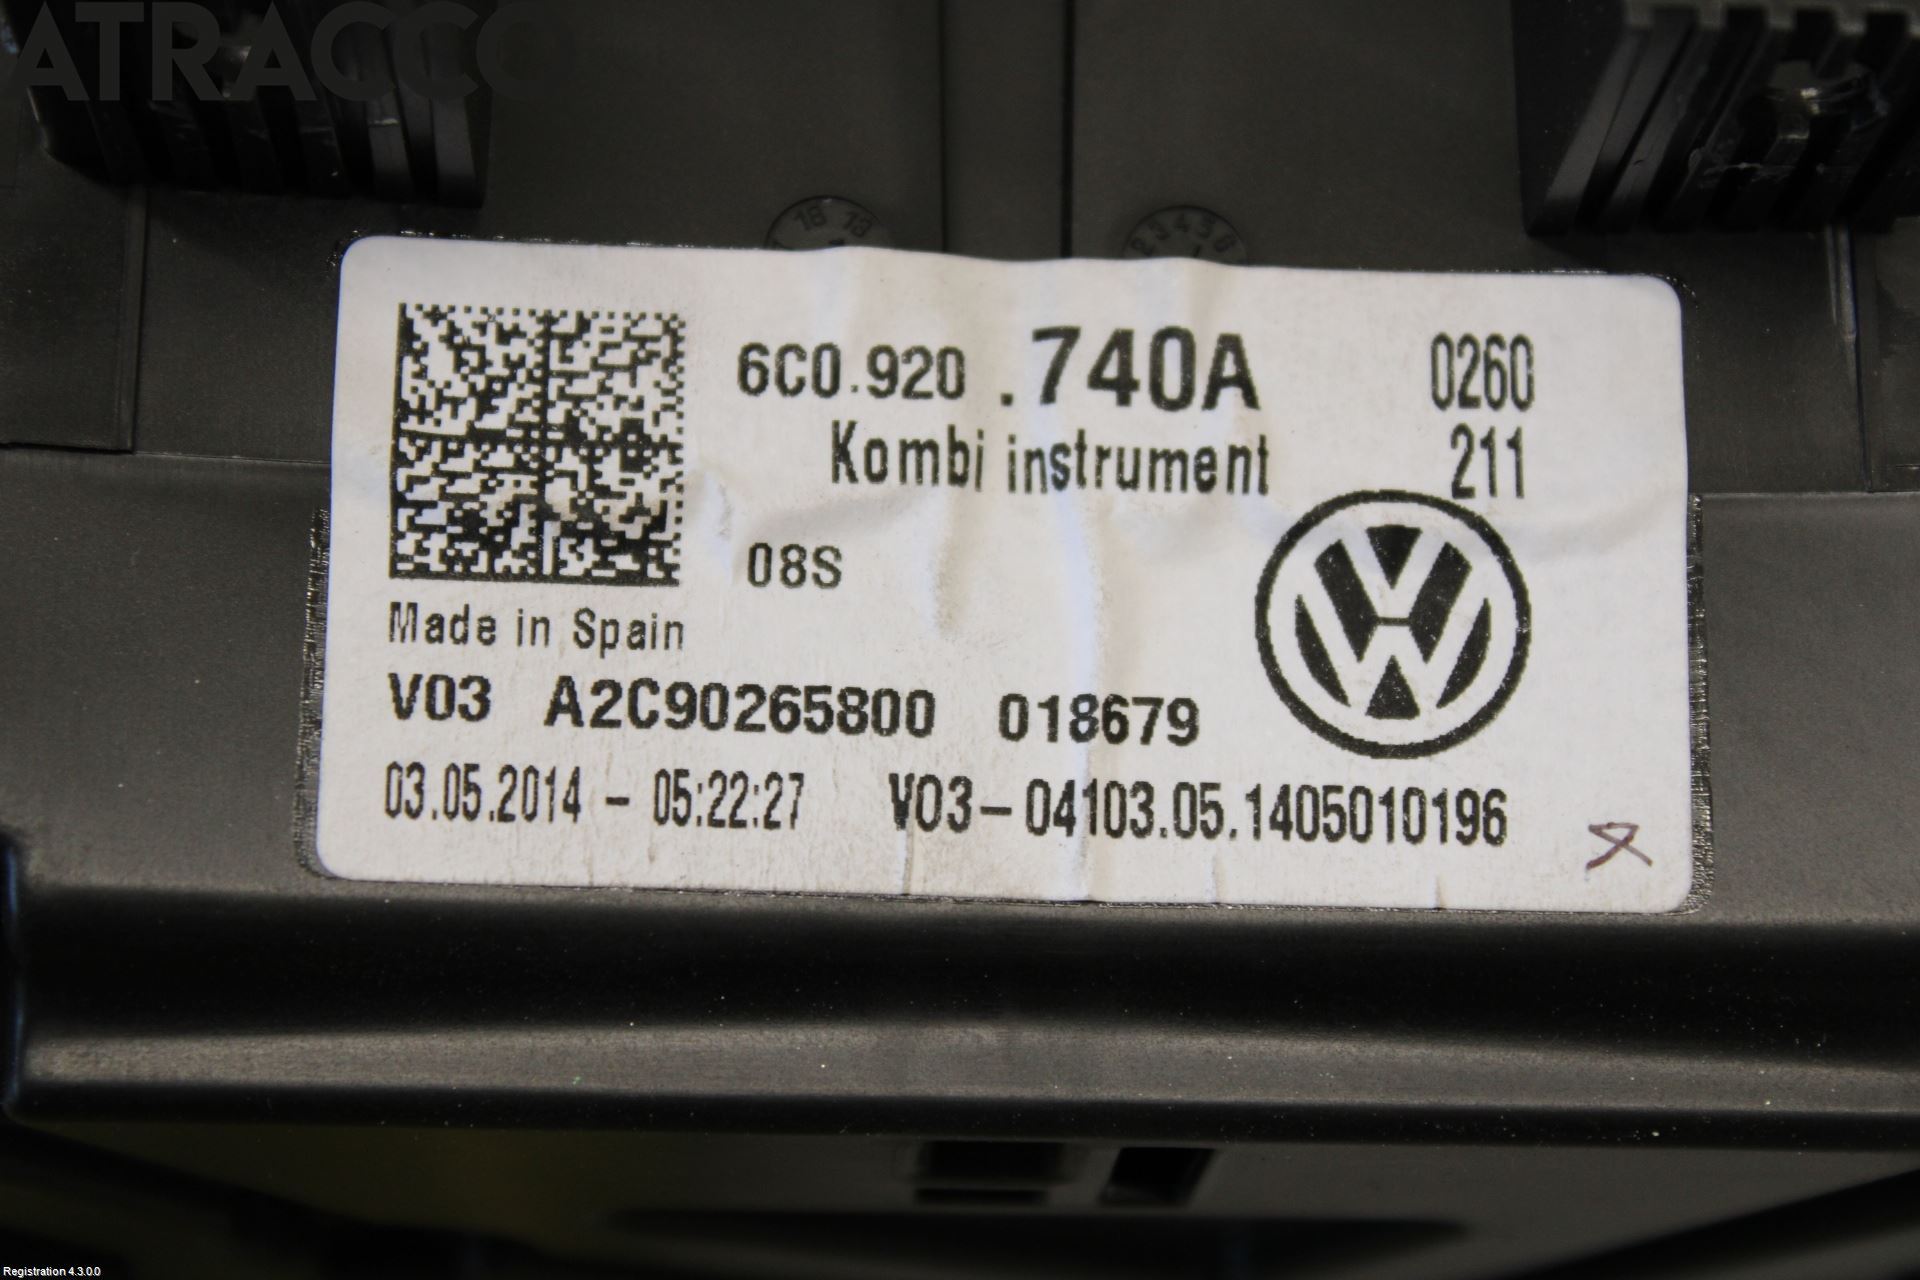 ATRACCO
6C0.920 .740A 0260
Kombi instrument 211
08S
Made in Spain
V03 A2C90265800 018679
03.05.2014 - 05:22:27 V03-04103.05.1405010196
Registration 4.3.0.0